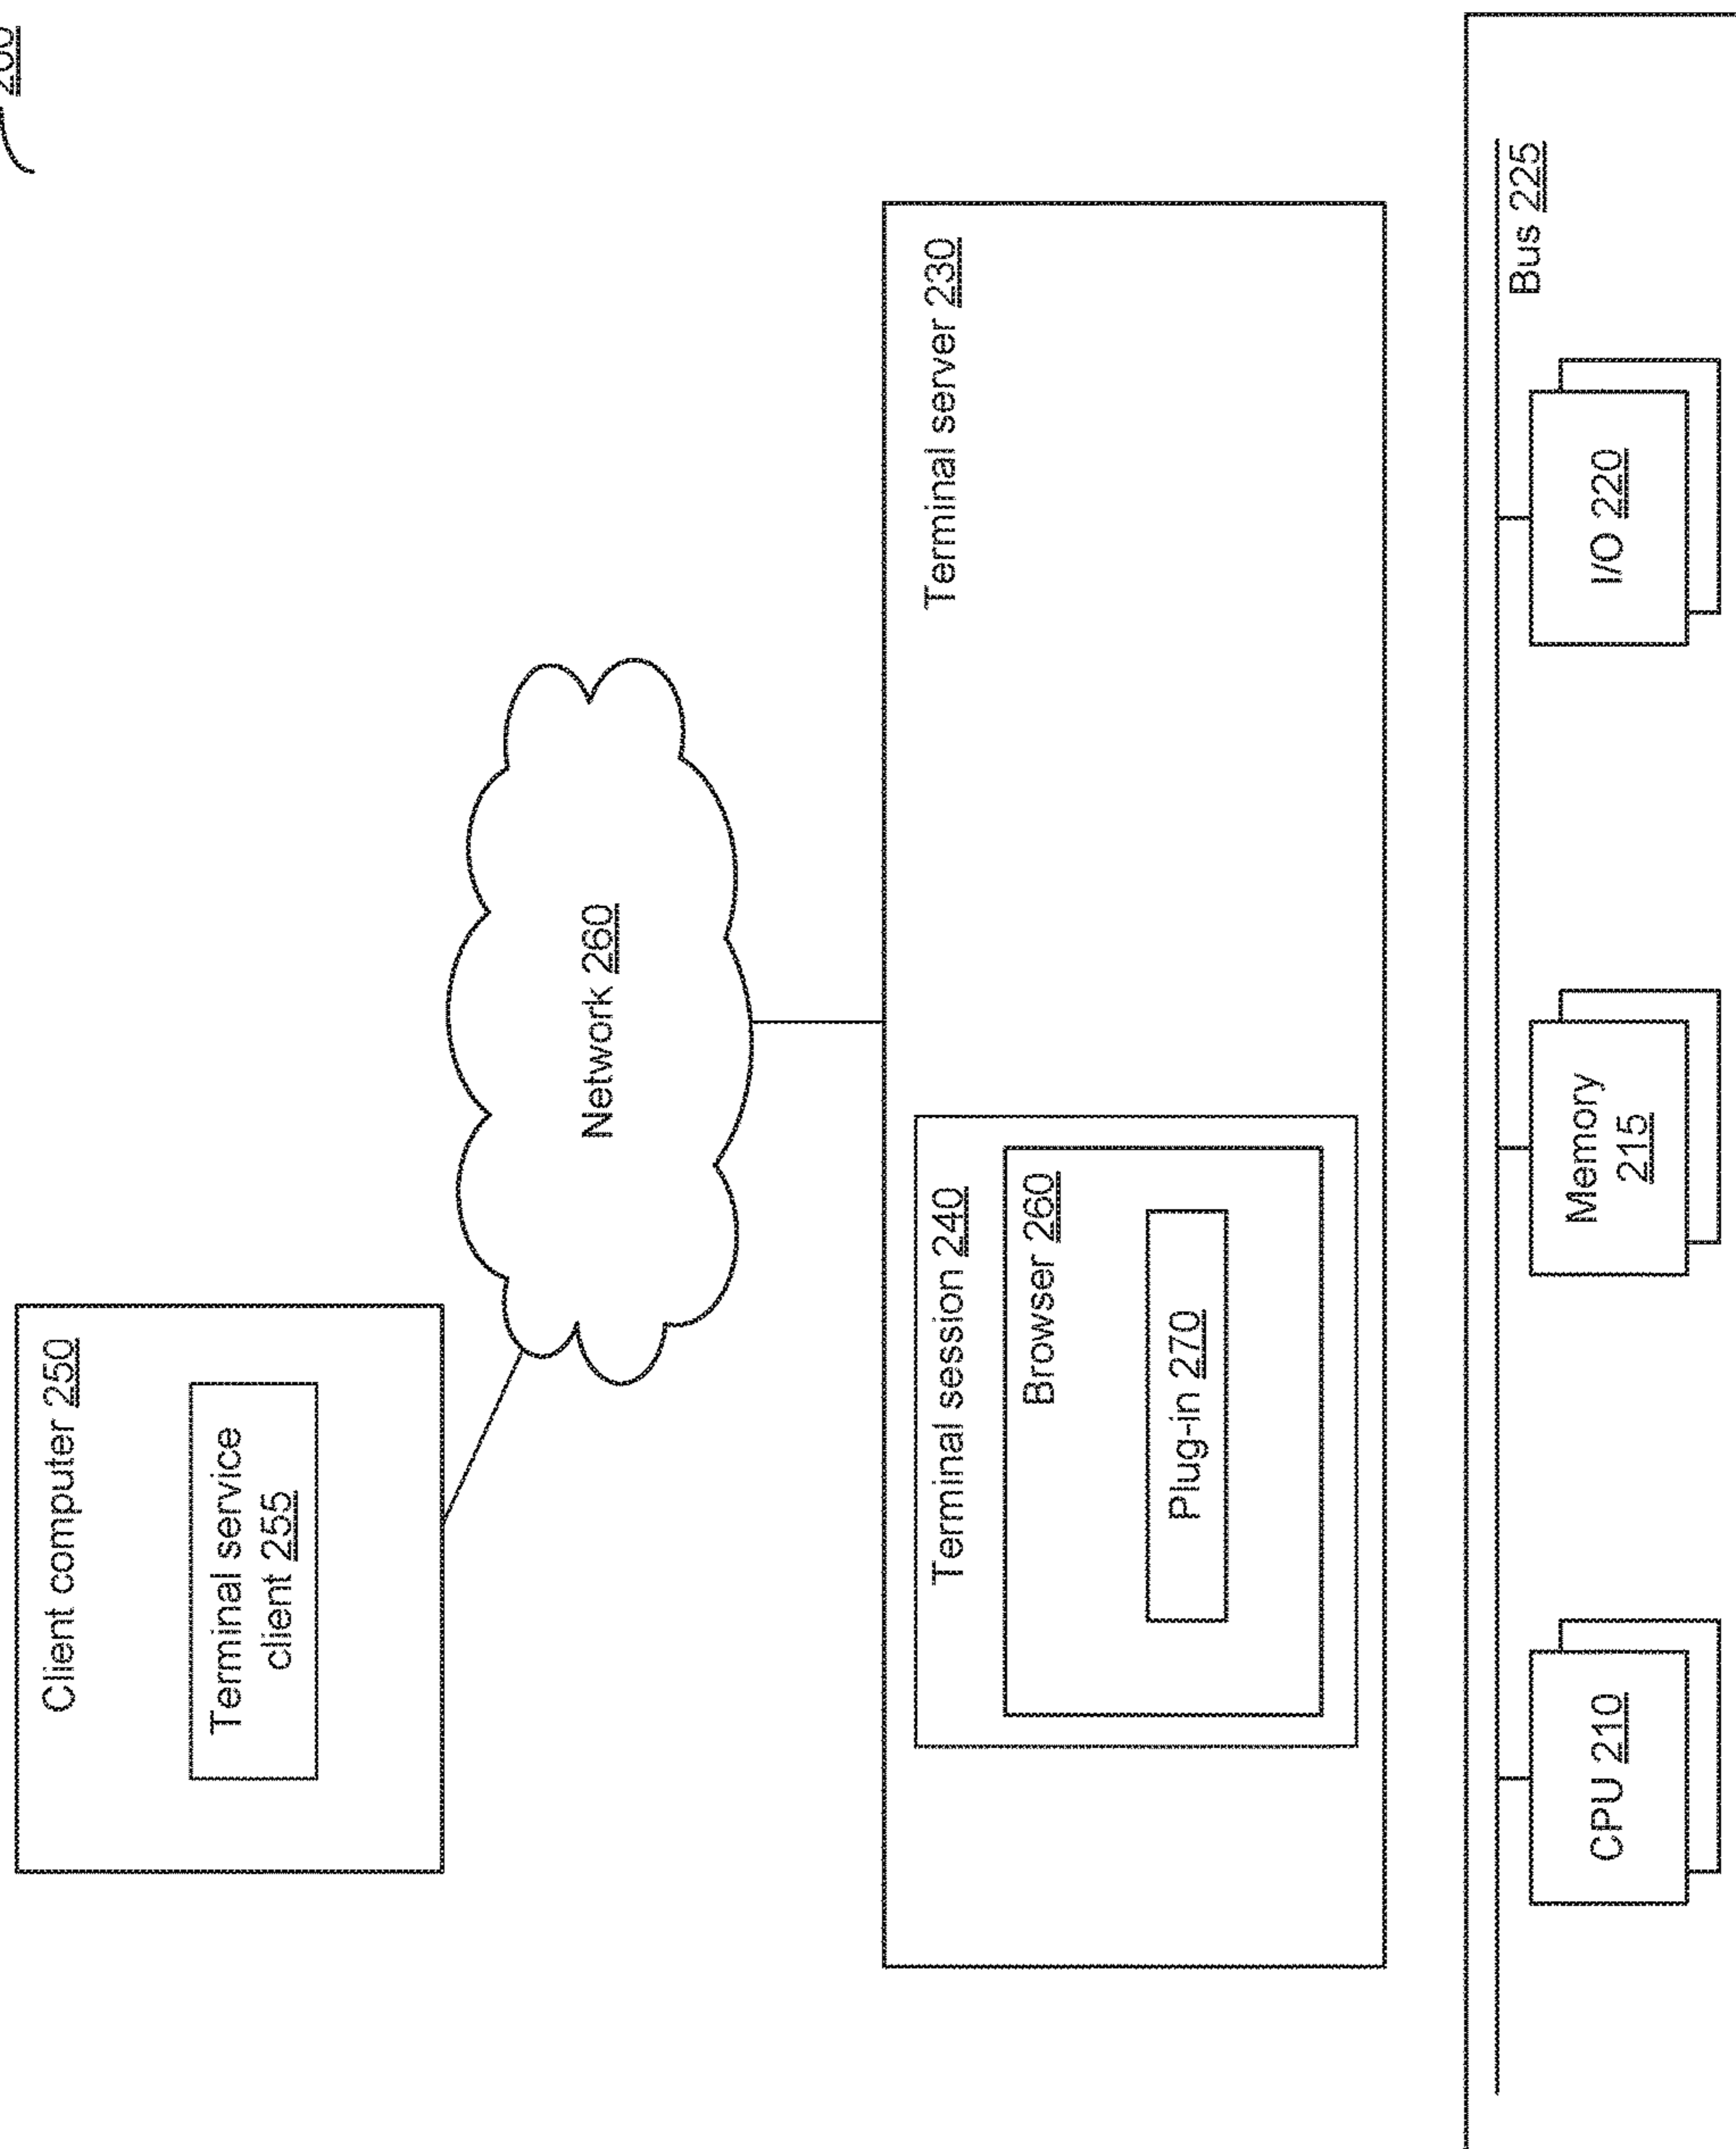 Client computer 250
Terminal service
client 255
Network 260
Terminal server 230
Terminal session 240
Browser 260
Plug-in 270
Bus 225
CPU 210
Memory
215
I/O 220